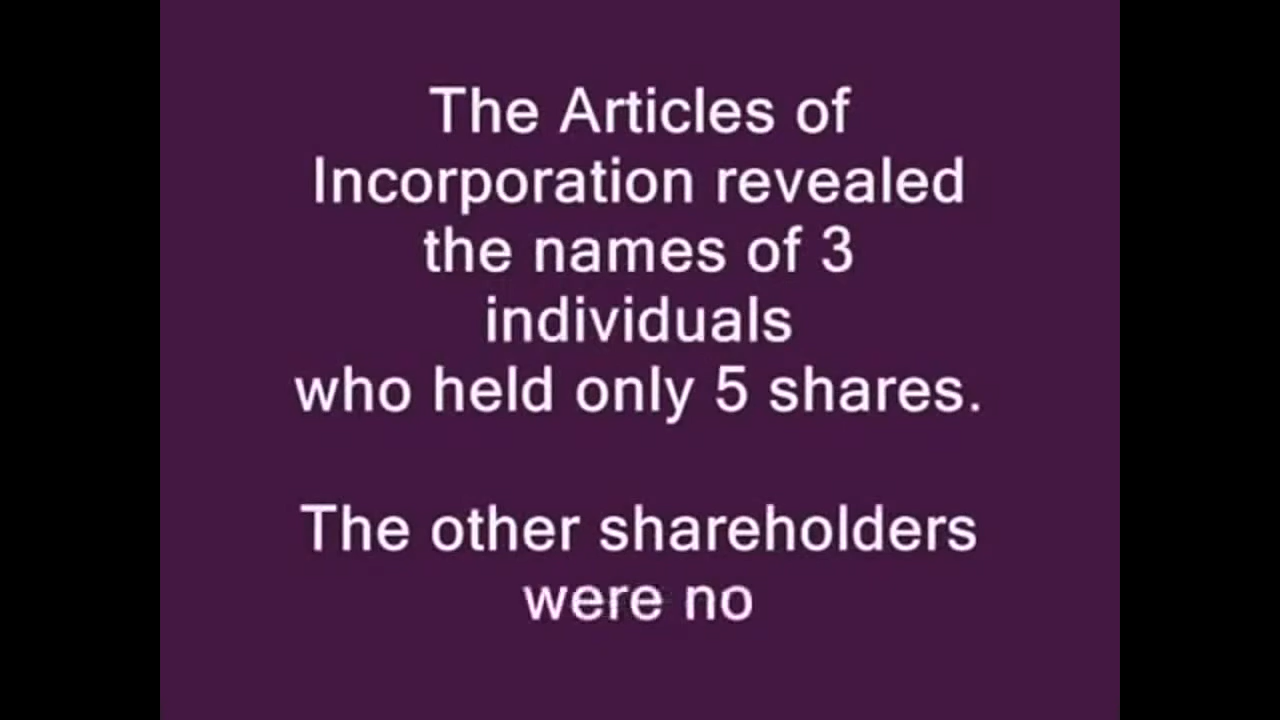 The Articles of
Incorporation revealed
the names of 3
individuals
who held only 5 shares.
The other shareholders
were no